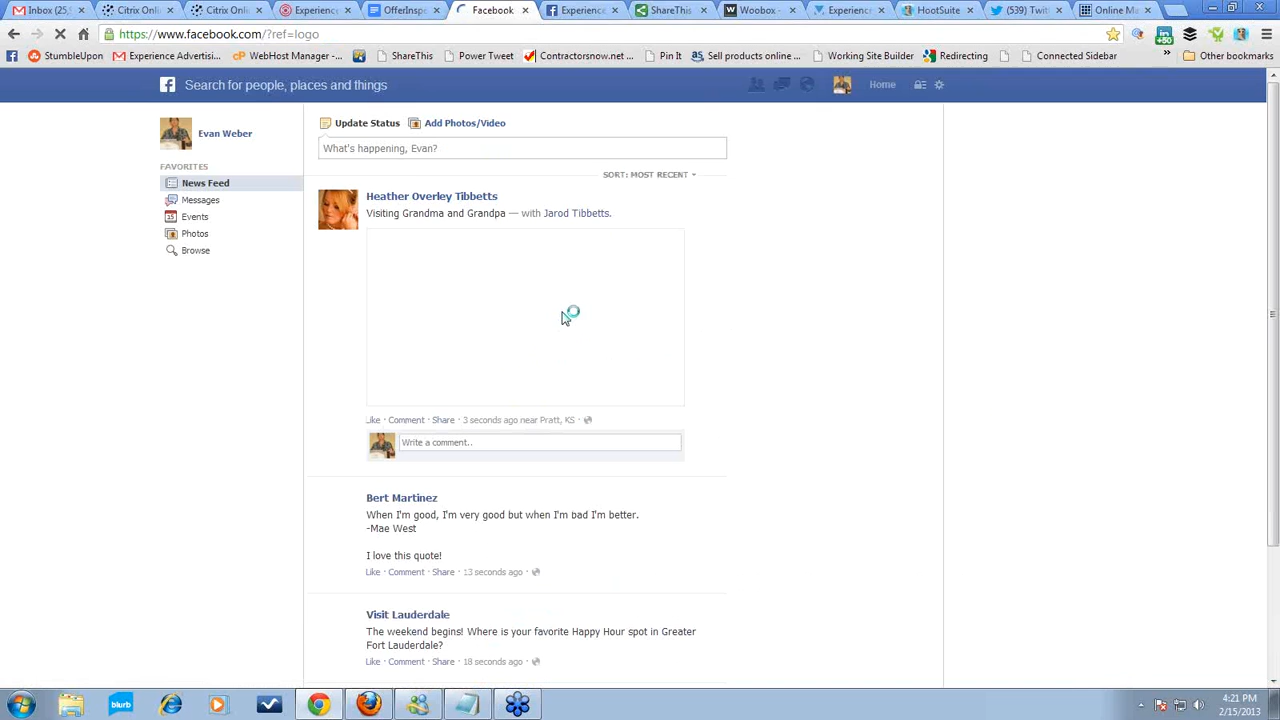 Inbox (25
Citrix Onlin
Citrix Onlin
Experienc
OfferInspe
Facebook
Experience
ShareThis
Woobox -
Experience
HootSuite
(539) Twit
Online Ma
https://www.facebook.com/?ref=logo
StumbleUpon
Experience Advertisi...
WebHost Manager -...
ShareThis
Power Tweet
Contractorsnow.net ...
Pin It
Sell products online ...
Working Site Builder
Redirecting
Connected Sidebar
»
Other bookmarks
Search for people, places and things
Home
Evan Weber
FAVORITES
News Feed
Messages
Events
Photos
Browse
Update Status
Add Photos/Video
What's happening, Evan?
SORT: MOST RECENT
Heather Overley Tibbetts
Visiting Grandma and Grandpa — with Jarod Tibbetts.
Like · Comment · Share · 3 seconds ago near Pratt, KS ·
Write a comment..
Bert Martinez
When I'm good, I'm very good but when I'm bad I'm better.
-Mae West
I love this quote!
Like · Comment · Share · 13 seconds ago ·
Visit Lauderdale
The weekend begins! Where is your favorite Happy Hour spot in Greater
Fort Lauderdale?
Like · Comment · Share · 18 seconds ago ·
blurb
4:21 PM
2/15/2013